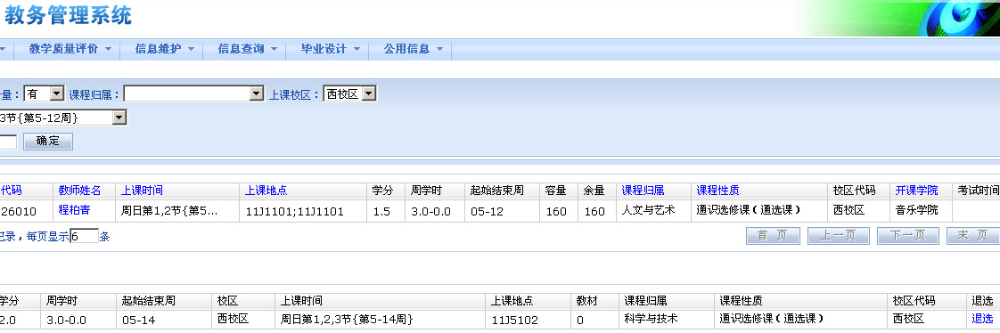 教务管理系统
教学质量评价 信息维护 信息查询 毕业设计 公用信息
量： 有 课程归属： 上课校区： 西校区
3节{第5-12周}
确定
代码 教师姓名 上课时间 上课地点 学分 周学时 起始结束周 容量 余量 课程归属 课程性质 校区代码 开课学院 考试时间
26010 程柏青 周日第1,2节{第5... 11J1101;11J1101 1.5 3.0-0.0 05-12 160 160 人文与艺术 通识选修课（通选课） 西校区 音乐学院
记录，每页显示 6 条 首 页 上一页 下一页 末 页
学分 周学时 起始结束周 校区 上课时间 上课地点 教材 课程归属 课程性质 校区代码 退选
2.0 3.0-0.0 05-14 西校区 周日第1,2,3节{第5-14周} 11J5102 0 科学与技术 通识选修课（通选课） 西校区 退选